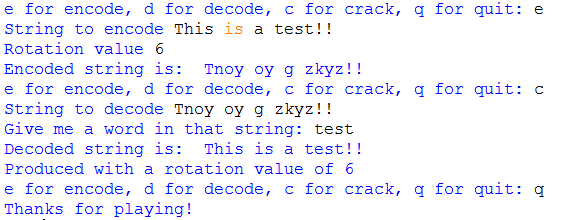 e for encode, d for decode, c for crack, q for quit: e
String to encode This is a test!!
Rotation value 6
Encoded string is:  Tnoy oy g zkyz!!
e for encode, d for decode, c for crack, q for quit: c
String to decode Tnoy oy g zkyz!!
Give me a word in that string: test
Decoded string is:  This is a test!!
Produced with a rotation value of 6
e for encode, d for decode, c for crack, q for quit: q
Thanks for playing!